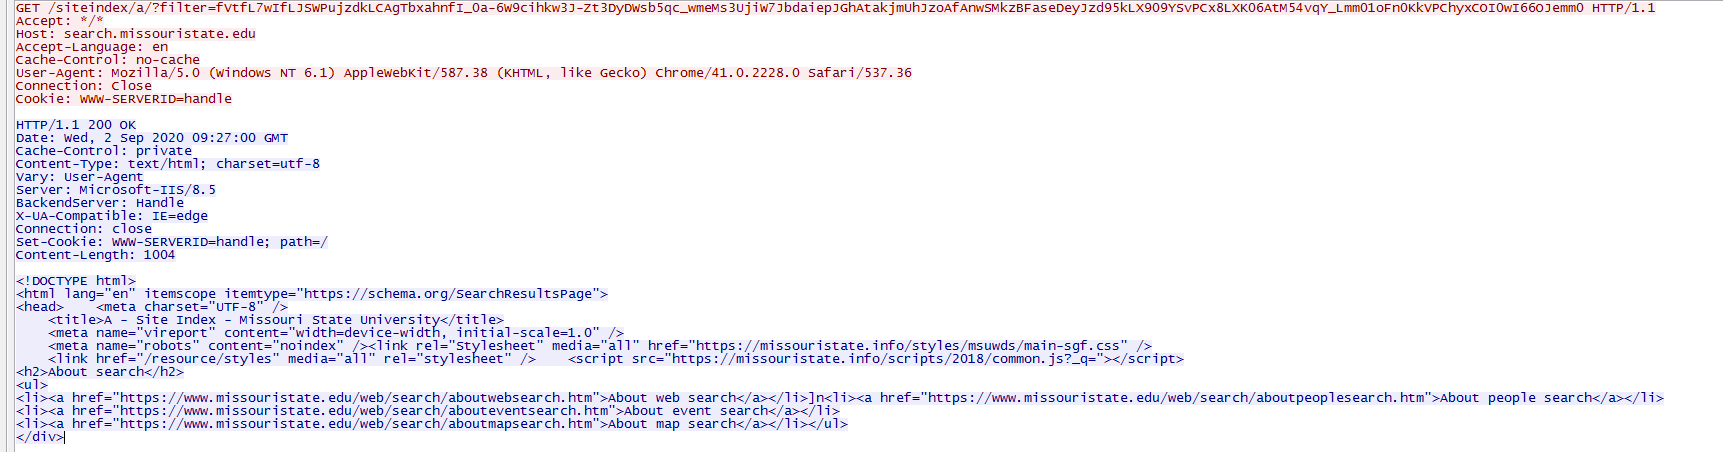 GET /siteindex/a/?filter=fVtfL7wIfLJSWPujzdkLCAgTbxahnfI_Oa-6W9cihkw3J-Zt3DyDWsb5qc_wmeMs3UjiW7JbdaiepJGhAtakjmUhJzoAfAnwSMkzBFaseDeyJzd95kLX909YSvPCx8LXK06AtM54vqY_Lmm01oFn0KkVPChyxCOI0wI66OJemm0 HTTP/1.1
Accept: */*
Host: search.missouristate.edu
Accept-Language: en
Cache-Control: no-cache
User-Agent: Mozilla/5.0 (Windows NT 6.1) AppleWebKit/587.38 (KHTML, like Gecko) Chrome/41.0.2228.0 Safari/537.36
Connection: Close
Cookie: WWW-SERVERID=handle
HTTP/1.1 200 OK
Date: Wed, 2 Sep 2020 09:27:00 GMT
Cache-Control: private
Content-Type: text/html; charset=utf-8
Vary: User-Agent
Server: Microsoft-IIS/8.5
BackendServer: Handle
X-UA-Compatible: IE=edge
Connection: close
Set-Cookie: WWW-SERVERID=handle; path=/
Content-Length: 1004
<!DOCTYPE html>
<html lang="en" itemscope itemtype="https://schema.org/SearchResultsPage">
<head>    <meta charset="UTF-8" />
    <title>A - Site Index - Missouri State University</title>
    <meta name="vireport" content="width=device-width, initial-scale=1.0" />
    <meta name="robots" content="noindex" /><link rel="Stylesheet" media="all" href="https://missouristate.info/styles/msuwds/main-sgf.css" />
    <link href="/resource/styles" media="all" rel="stylesheet" />    <script src="https://missouristate.info/scripts/2018/common.js?_q="></script>
<h2>About search</h2>
<ul>
<li><a href="https://www.missouristate.edu/web/search/aboutwebsearch.htm">About web search</a></li>]n<li><a href="https://www.missouristate.edu/web/search/aboutpeoplesearch.htm">About people search</a></li>
<li><a href="https://www.missouristate.edu/web/search/abouteventsearch.htm">About event search</a></li>
<li><a href="https://www.missouristate.edu/web/search/aboutmapsearch.htm">About map search</a></li></ul>
</div>